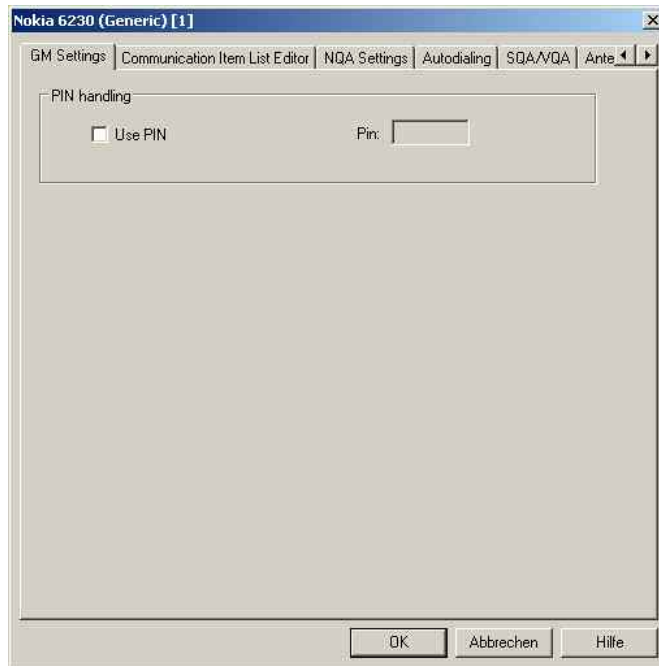 Nokia 6230 (Generic) [1]
GM Settings Communication Item List Editor NQA Settings Autodialing SQA/VQA Ante
PIN handling
Use PIN Pin:
OK Abbrechen Hilfe